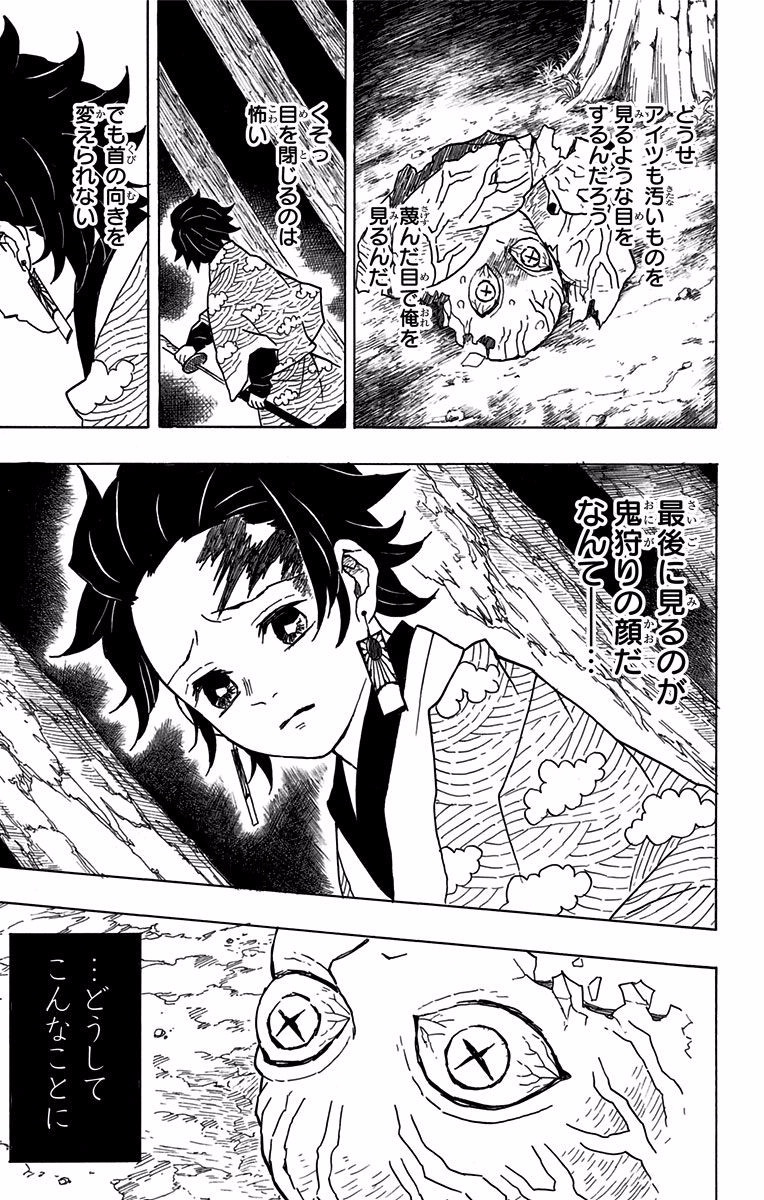 どうせ
アイツも汚いものを
見るような目を
するんだろう
蔑んだ目で俺を
見るんだ
くそっ
目を閉じるのは
怖い
でも首の向きを
変えられない
最後に見るのが
鬼狩りの顔だ
なんて――…
…どうして
こんなことに